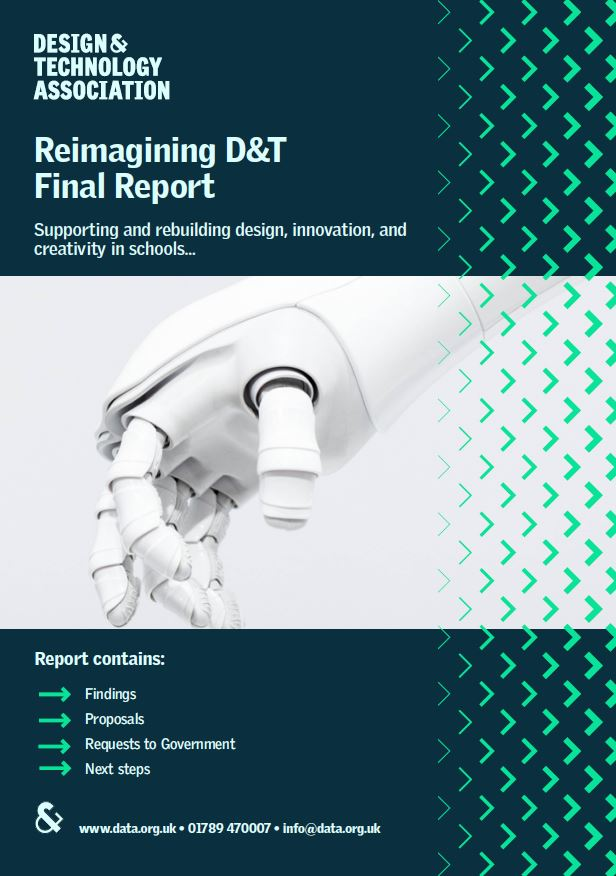 DESIGN &
TECHNOLOGY
ASSOCIATION
Reimagining D&T
Final Report
Supporting and rebuilding design, innovation, and
creativity in schools...
Report contains:
Findings
Proposals
Requests to Government
Next steps
& www.data.org.uk • 01789 470007 • info@data.org.uk